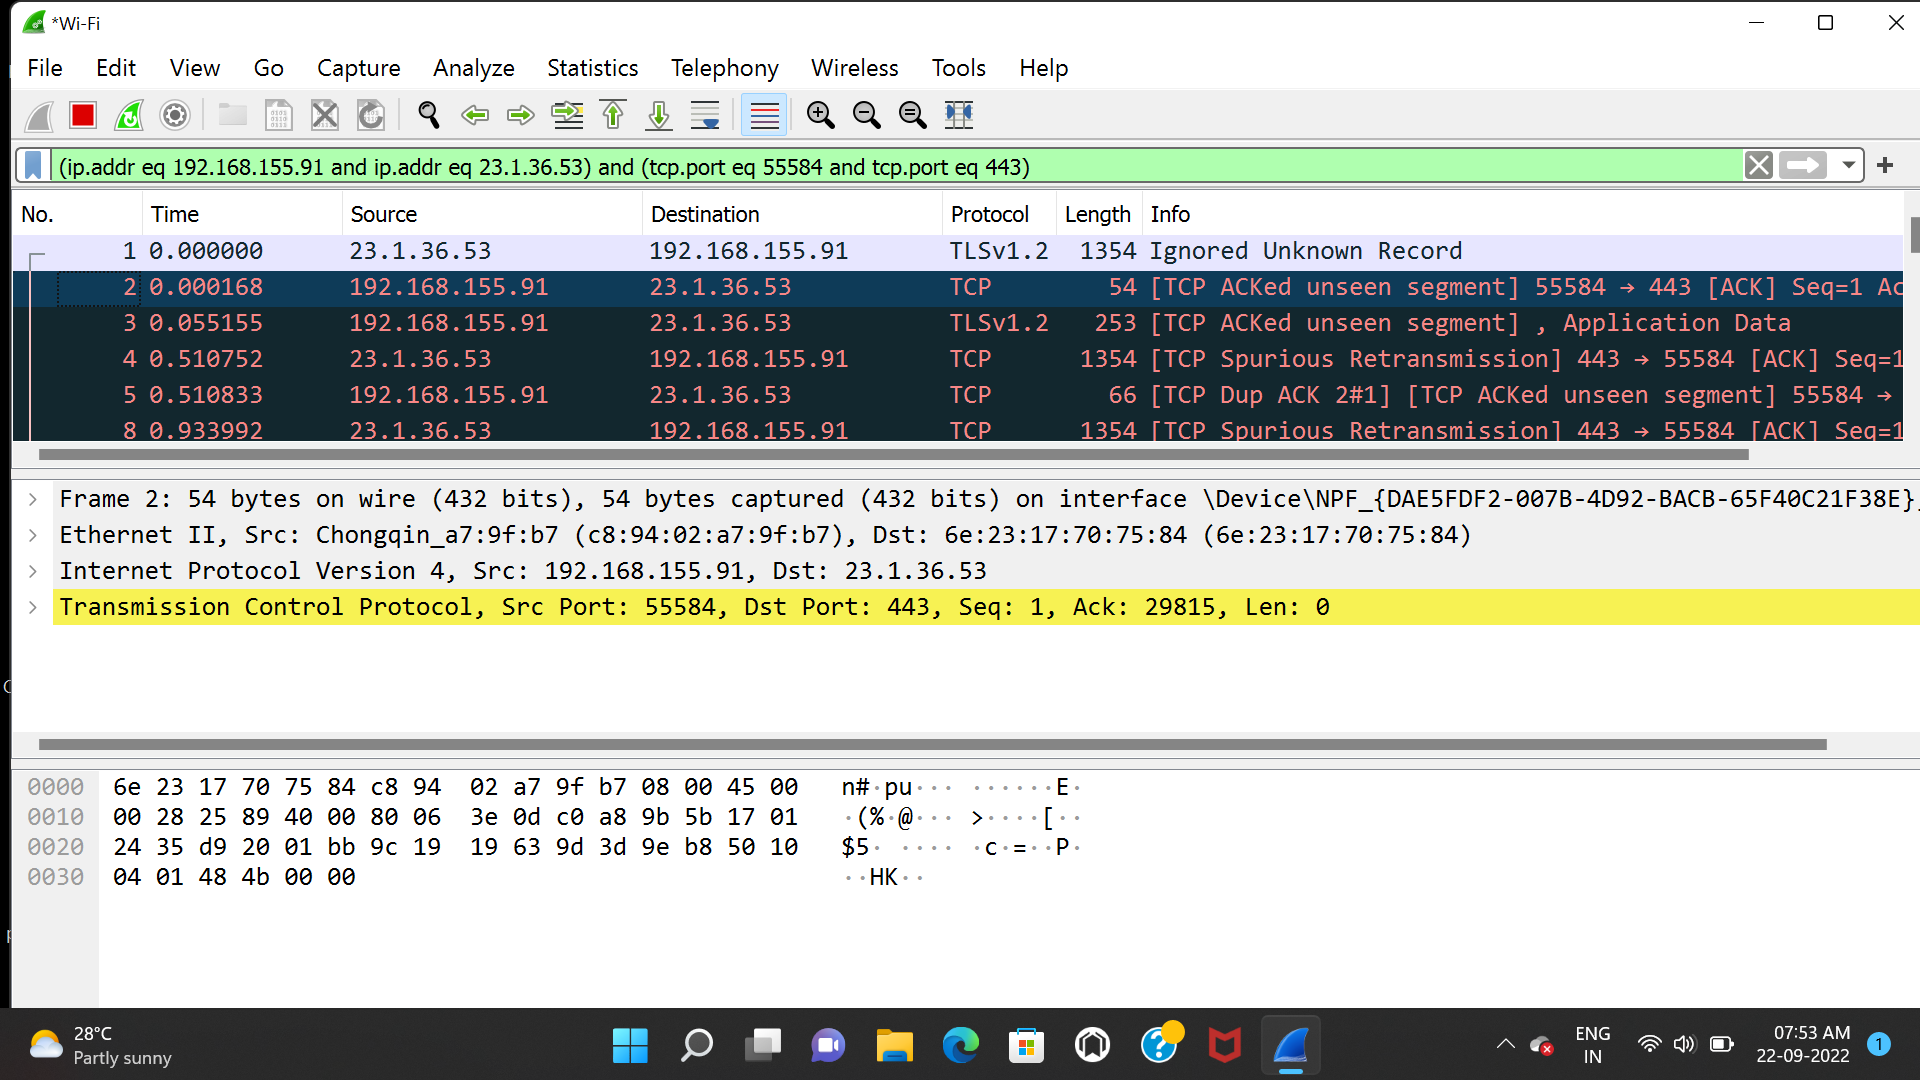 *Wi-Fi
File Edit View Go Capture Analyze Statistics Telephony Wireless Tools Help
(ip.addr eq 192.168.155.91 and ip.addr eq 23.1.36.53) and (tcp.port eq 55584 and tcp.port eq 443)
No. Time Source Destination Protocol Length Info
1 0.000000 23.1.36.53 192.168.155.91 TLSv1.2 1354 Ignored Unknown Record
2 0.000168 192.168.155.91 23.1.36.53 TCP 54 [TCP ACKed unseen segment] 55584 → 443 [ACK] Seq=1 Ac
3 0.055155 192.168.155.91 23.1.36.53 TLSv1.2 253 [TCP ACKed unseen segment] , Application Data
4 0.510752 23.1.36.53 192.168.155.91 TCP 1354 [TCP Spurious Retransmission] 443 → 55584 [ACK] Seq=1
5 0.510833 192.168.155.91 23.1.36.53 TCP 66 [TCP Dup ACK 2#1] [TCP ACKed unseen segment] 55584 →
8 0.933992 23.1.36.53 192.168.155.91 TCP 1354 [TCP Spurious Retransmission] 443 → 55584 [ACK] Seq=1
Frame 2: 54 bytes on wire (432 bits), 54 bytes captured (432 bits) on interface \Device\NPF_{DAE5FDF2-007B-4D92-BACB-65F40C21F38E},
Ethernet II, Src: Chongqin_a7:9f:b7 (c8:94:02:a7:9f:b7), Dst: 6e:23:17:70:75:84 (6e:23:17:70:75:84)
Internet Protocol Version 4, Src: 192.168.155.91, Dst: 23.1.36.53
Transmission Control Protocol, Src Port: 55584, Dst Port: 443, Seq: 1, Ack: 29815, Len: 0
0000 6e 23 17 70 75 84 c8 94 02 a7 9f b7 08 00 45 00 n#·pu··· ······E·
0010 00 28 25 89 40 00 80 06 3e 0d c0 a8 9b 5b 17 01 ·(%·@··· >····[··
0020 24 35 d9 20 01 bb 9c 19 19 63 9d 3d 9e b8 50 10 $5· ···· ·c·=··P·
0030 04 01 48 4b 00 00 ··HK··
28°C
Partly sunny
ENG
IN
07:53 AM
22-09-2022
1